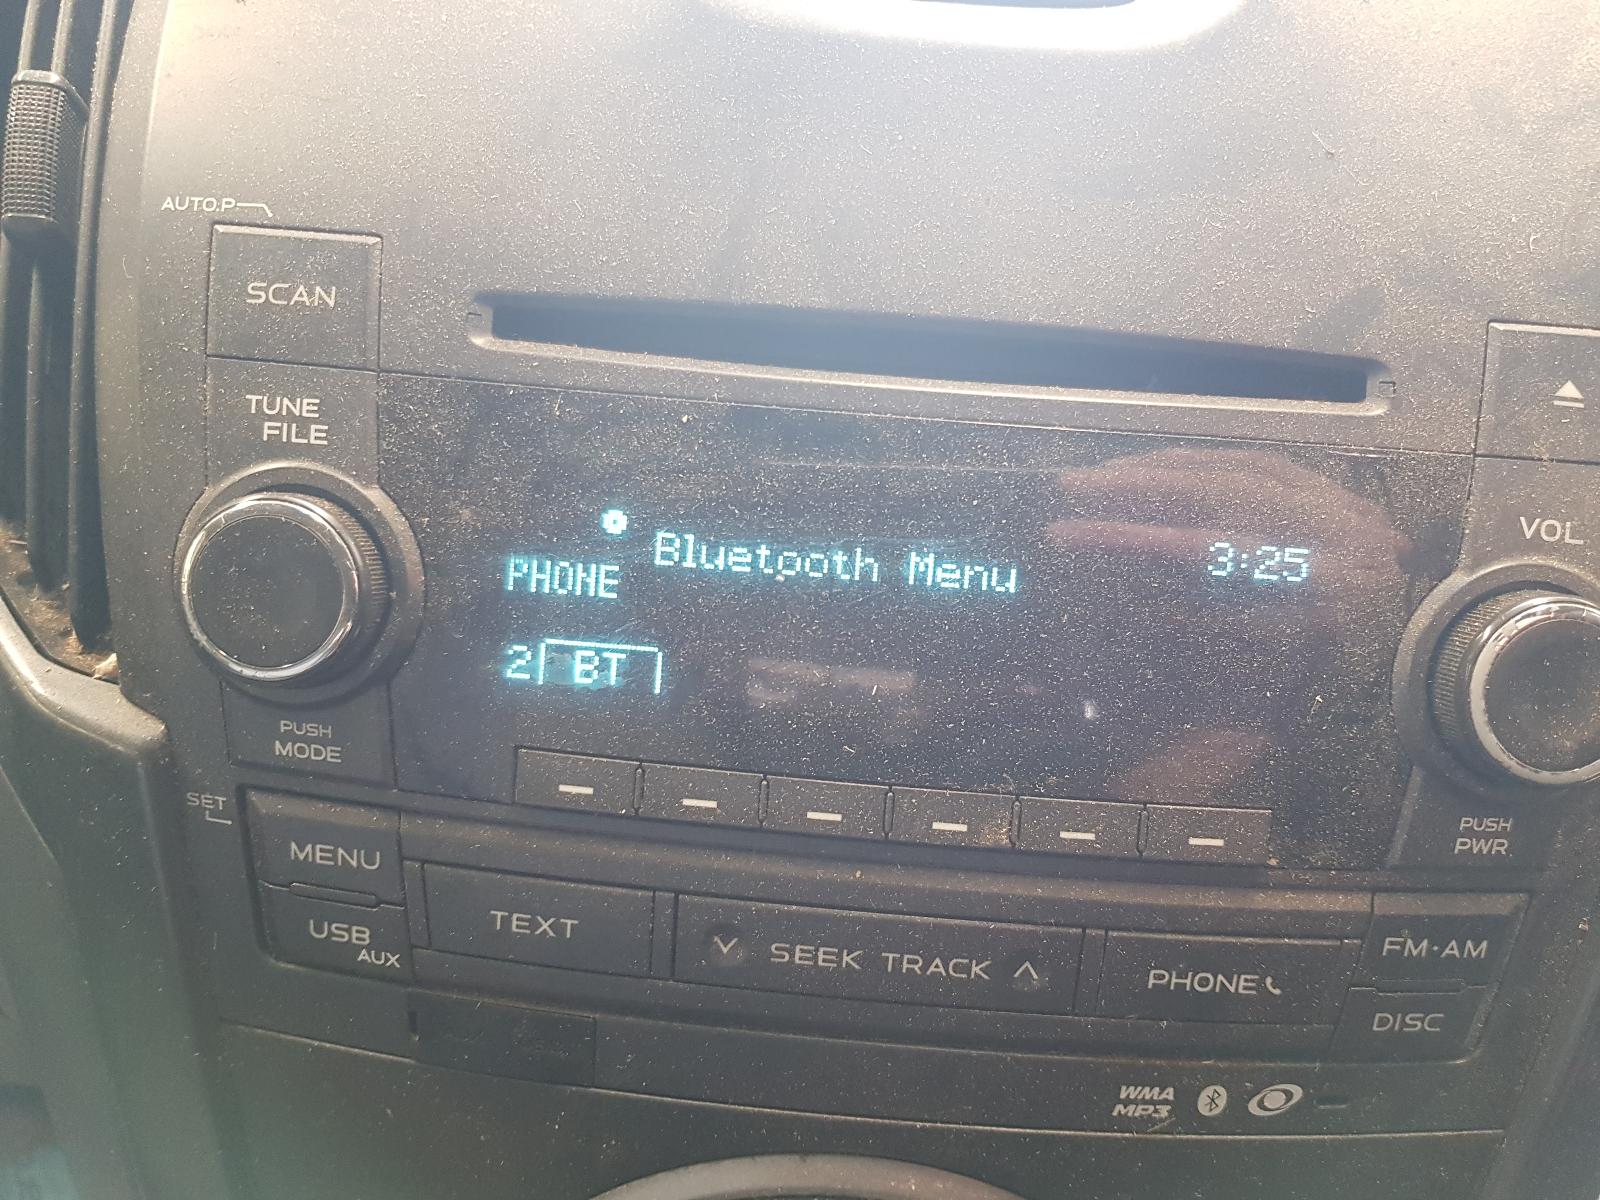 AUTO.P
SCAN
TUNE
FILE
VOL
PHONE
Bluetooth Menu
3:25
2 BT
PUSH
MODE
PUSH
PWR
SET
MENU
USB
AUX
TEXT
SEEK TRACK
PHONE
FM·AM
DISC
WMA
MP3